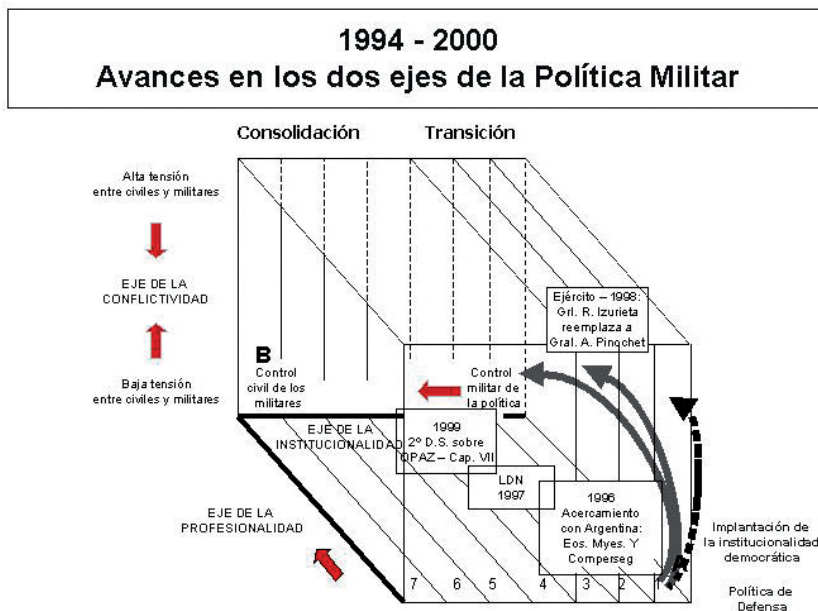 1994 - 2000
Avances en los dos ejes de la Política Militar
Consolidación
Transición
Alta tensión
entre civiles y militares
EJE DE LA
CONFLICTIVIDAD
Baja tensión
entre civiles y militares
Ejército – 1998:
Grl. R. Izurieta
reemplaza a
Gral. A. Pinochet
B
Control
civil de los
militares
Control
militar de
la política
EJE DE LA
INSTITUCIONALIDAD
1999
2º D.S. sobre
OPAZ – Cap. VII
LDN
1997
1996
Acercamiento
con Argentina:
Eos. Myes. Y
Comperseg
EJE DE LA
PROFESIONALIDAD
7 6 5 4 3 2 1
Implantación de
la institucionalidad
democrática
Política de
Defensa